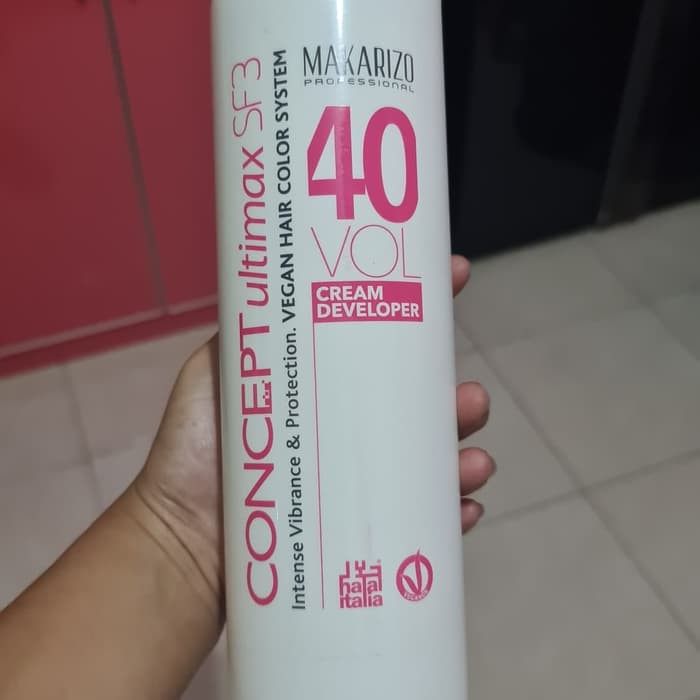 MAKARIZO
PROFESSIONAL
40
VOL
CREAM
DEVELOPER
CONCEPT ultimax SF3
Intense Vibrance & Protection. VEGAN HAIR COLOR SYSTEM
halal
italia